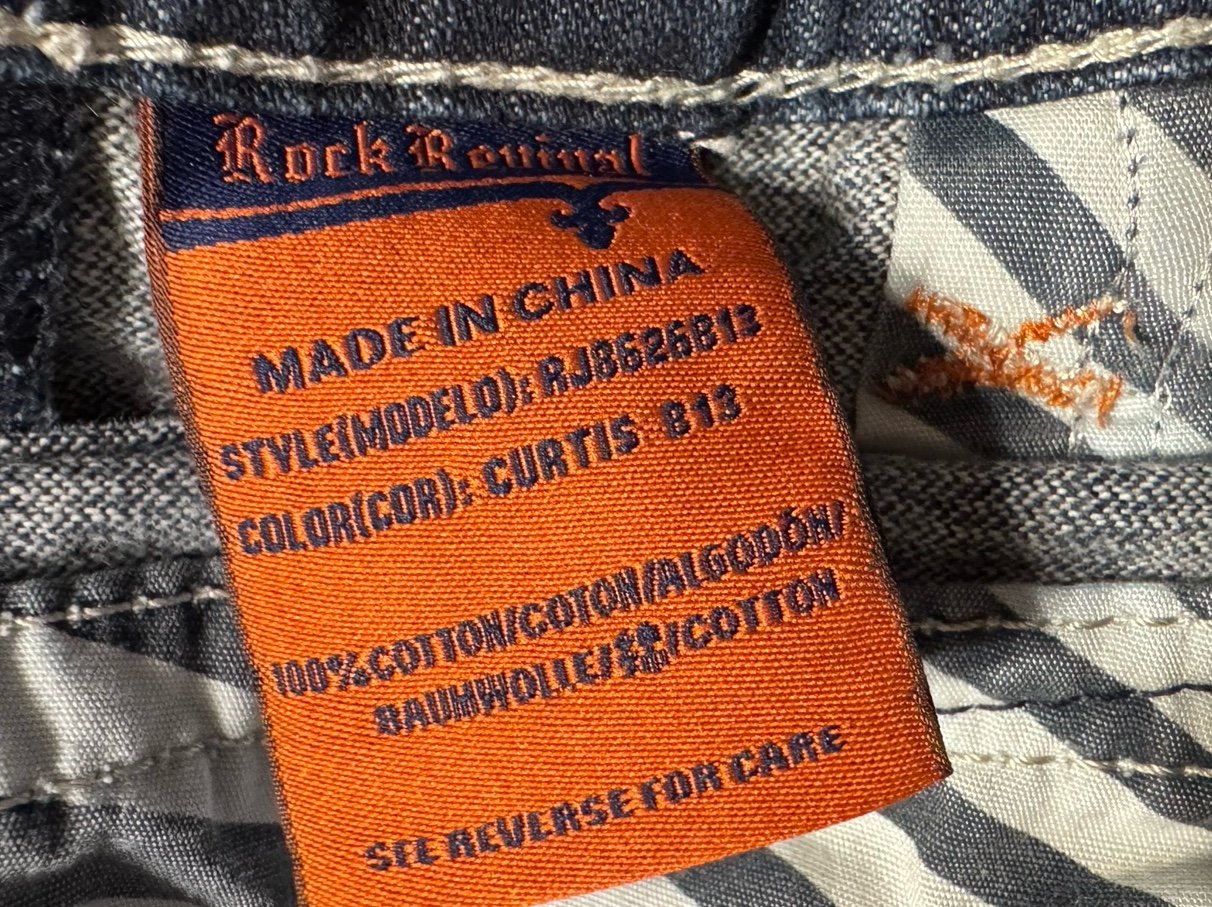 Rock Revival
MADE IN CHINA
STYLE(MODELO): RJ8626B13
COLOR(COR): CURTIS B13
100%COTTON/COTON/ALGODÓN/
BAUMWOLLE/ /COTTON
SEE REVERSE FOR CARE